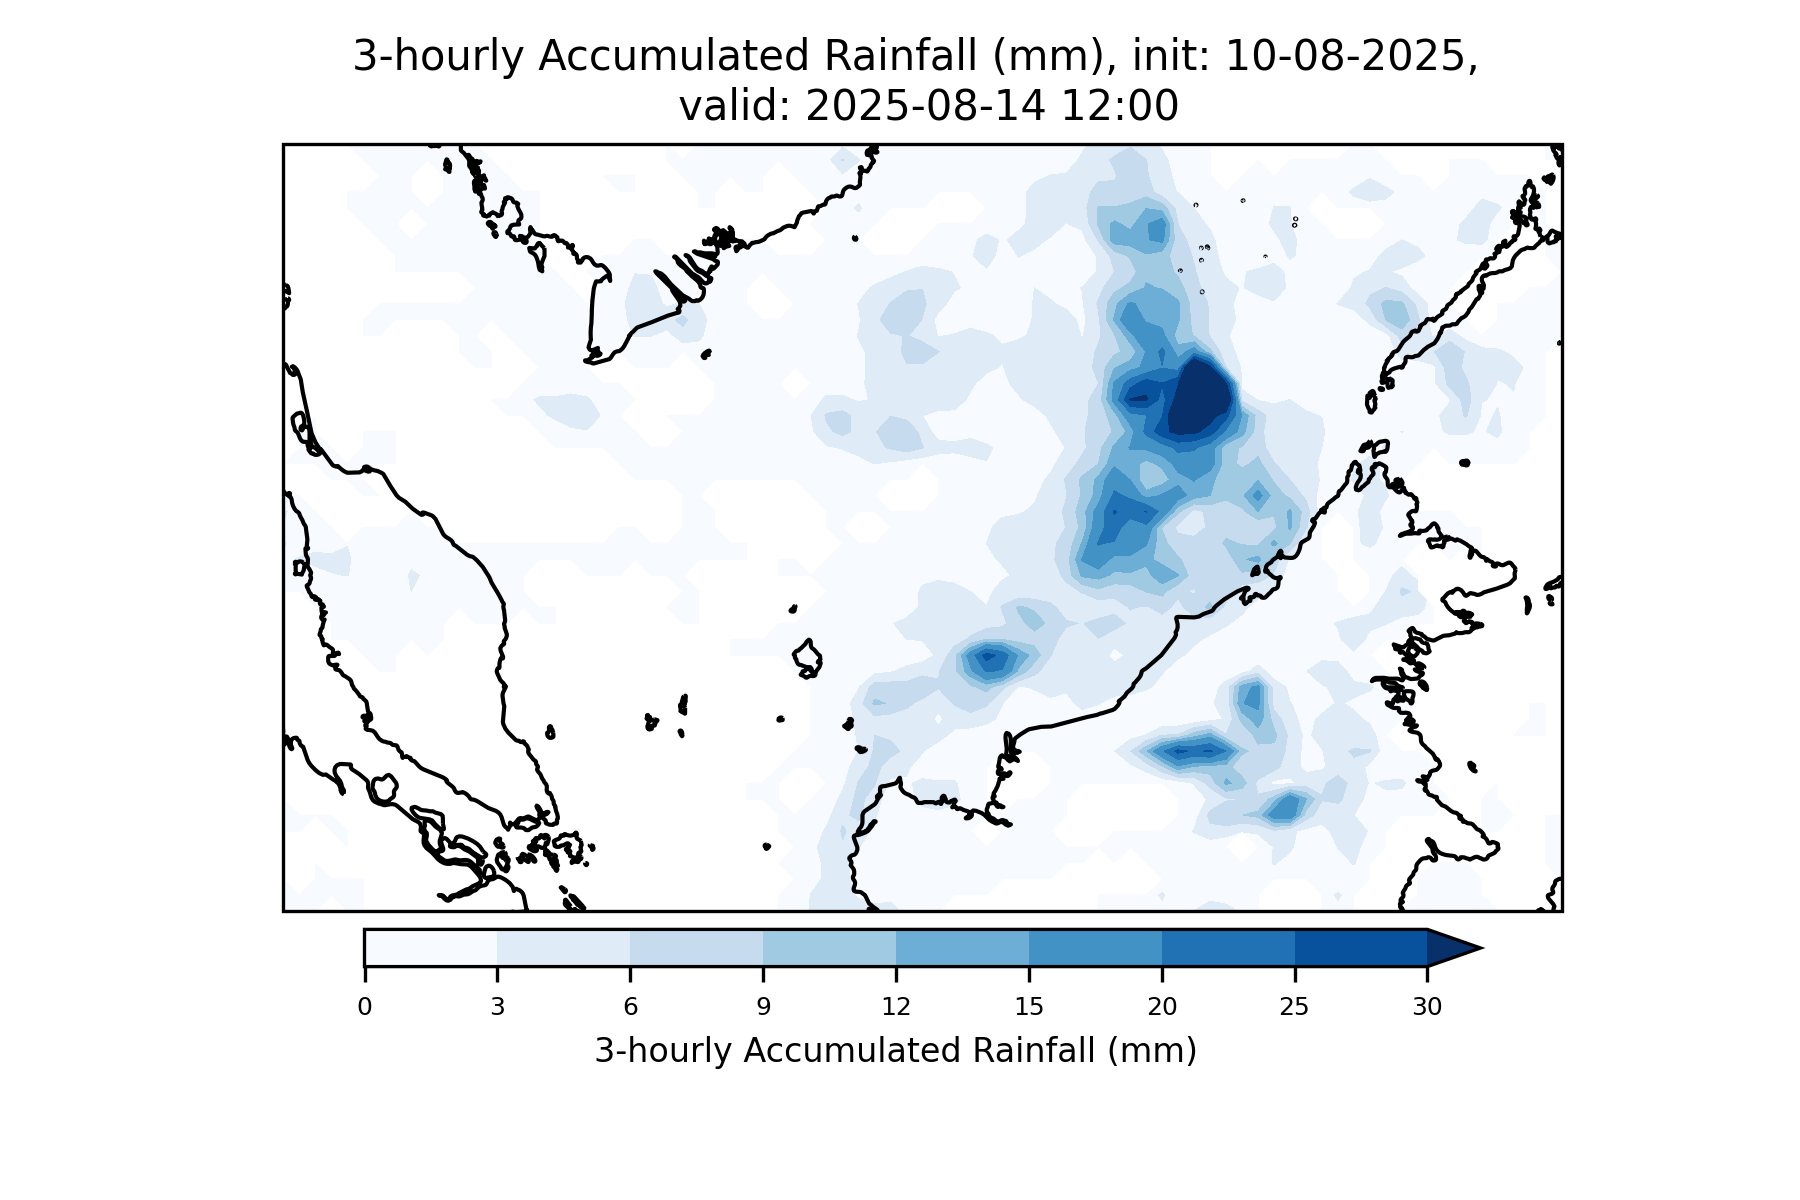 3-hourly Accumulated Rainfall (mm), init: 10-08-2025,
valid: 2025-08-14 12:00
0 3 6 9 12 15 20 25 30
3-hourly Accumulated Rainfall (mm)